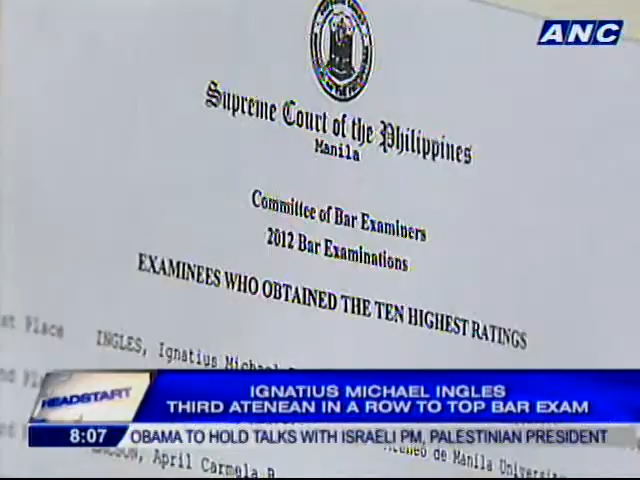 ANC
Supreme Court of the Philippines
Manila
Committee of Bar Examiners
2012 Bar Examinations
EXAMINEES WHO OBTAINED THE TEN HIGHEST RATINGS
Place
INGLES, Ignatius Michael
HEADSTART
IGNATIUS MICHAEL INGLES
THIRD ATENEAN IN A ROW TO TOP BAR EXAM
8:07 OBAMA TO HOLD TALKS WITH ISRAELI PM, PALESTINIAN PRESIDENT
April Carmela B.
de Manila